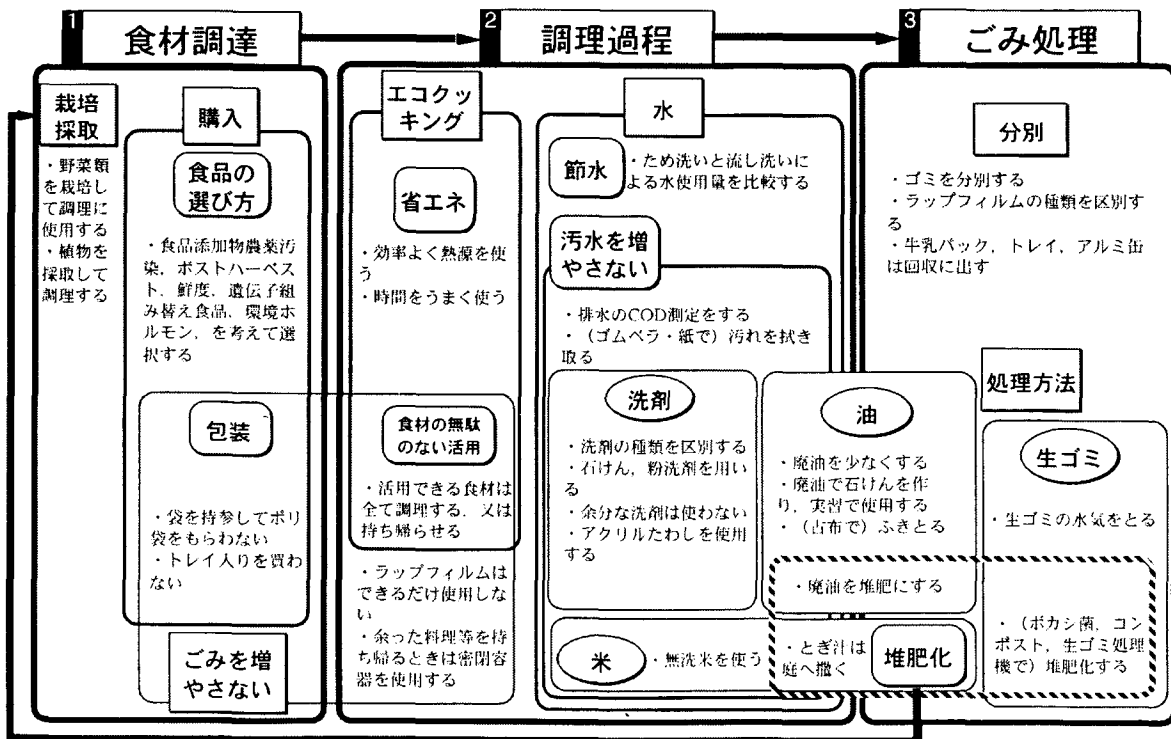 1
食材調達
2
調理過程
3
ごみ処理
栽培
採取
・野菜類
を栽培し
て調理に
使用する
・植物を
採取して
調理する
購入
食品の
選び方
・食品添加物農薬汚
染,ポストハーベス
ト,鮮度,遺伝子組
み替え食品,環境ホ
ルモン,を考えて選
択する
包装
・袋を持参してポリ
袋をもらわない
・トレイ入りを買わ
ない
ごみを増
やさない
エコクッ
キング
省エネ
・効率よく熱源を使
う
・時間をうまく使う
食材の無駄
のない活用
・活用できる食材は
全て調理する,又は
持ち帰らせる
・ラップフィルムは
できるだけ使用しな
い
・余った料理等を持
ち帰るときは密閉容
器を使用する
水
節水
・ため洗いと流し洗いに
よる水使用量を比較する
汚水を増
やさない
・排水のCOD測定をする
・(ゴムベラ・紙で)汚れを拭き
取る
洗剤
・洗剤の種類を区別する
・石けん,粉洗剤を用い
る
・余分な洗剤は使わない
・アクリルたわしを使用
する
油
・廃油を少なくする
・廃油で石けんを作
り,実習で使用する
・(古布で)ふきとる
・廃油を堆肥にする
米
・無洗米を使う
・とぎ汁は
庭へ撒く
堆肥化
分別
・ゴミを分別する
・ラップフィルムの種類を区別す
る
・牛乳パック,トレイ,アルミ缶
は回収に出す
処理方法
生ゴミ
・生ゴミの水気をとる
・(ボカシ菌,コン
ポスト,生ゴミ処理
機で)堆肥化する